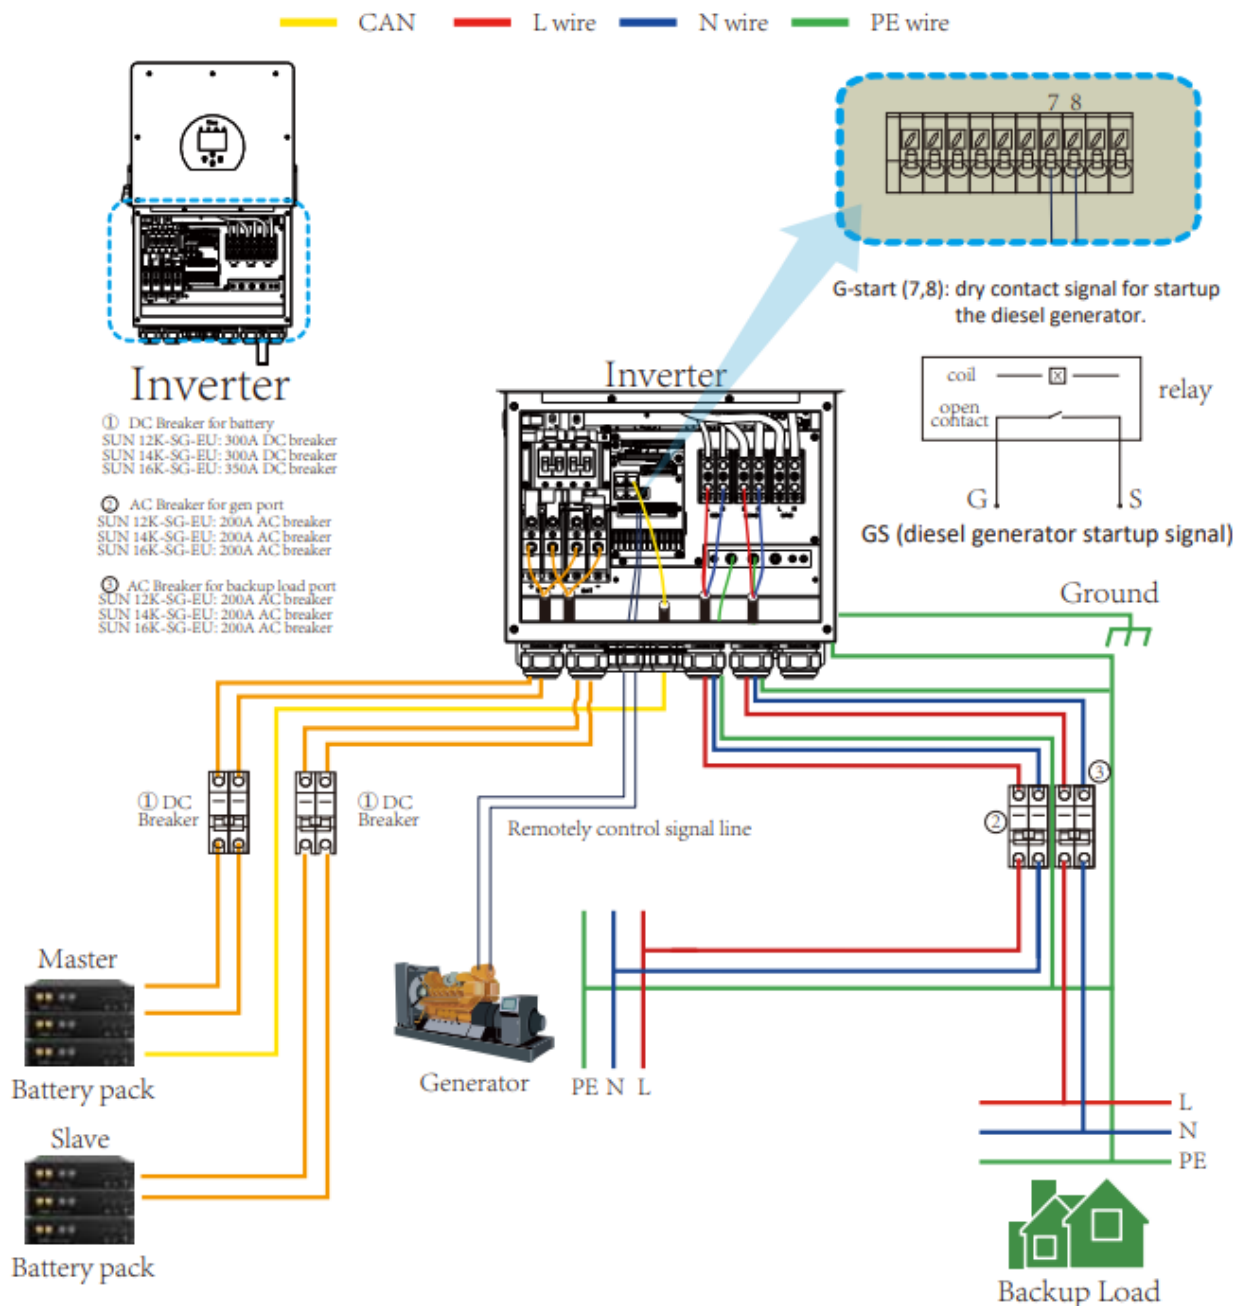 CAN
L wire
N wire
PE wire
7 8
G-start (7,8): dry contact signal for startup
the diesel generator.
coil
open
contact
relay
G
S
GS (diesel generator startup signal)
Inverter
① DC Breaker for battery
SUN 12K-SG-EU: 300A DC breaker
SUN 14K-SG-EU: 300A DC breaker
SUN 16K-SG-EU: 350A DC breaker
② AC Breaker for gen port
SUN 12K-SG-EU: 200A AC breaker
SUN 14K-SG-EU: 200A AC breaker
SUN 16K-SG-EU: 200A AC breaker
③ AC Breaker for backup load port
SUN 12K-SG-EU: 200A AC breaker
SUN 14K-SG-EU: 200A AC breaker
SUN 16K-SG-EU: 200A AC breaker
Inverter
Ground
① DC
Breaker
① DC
Breaker
Remotely control signal line
②
③
Master
Battery pack
Slave
Battery pack
Generator
PE N L
L
N
PE
Backup Load